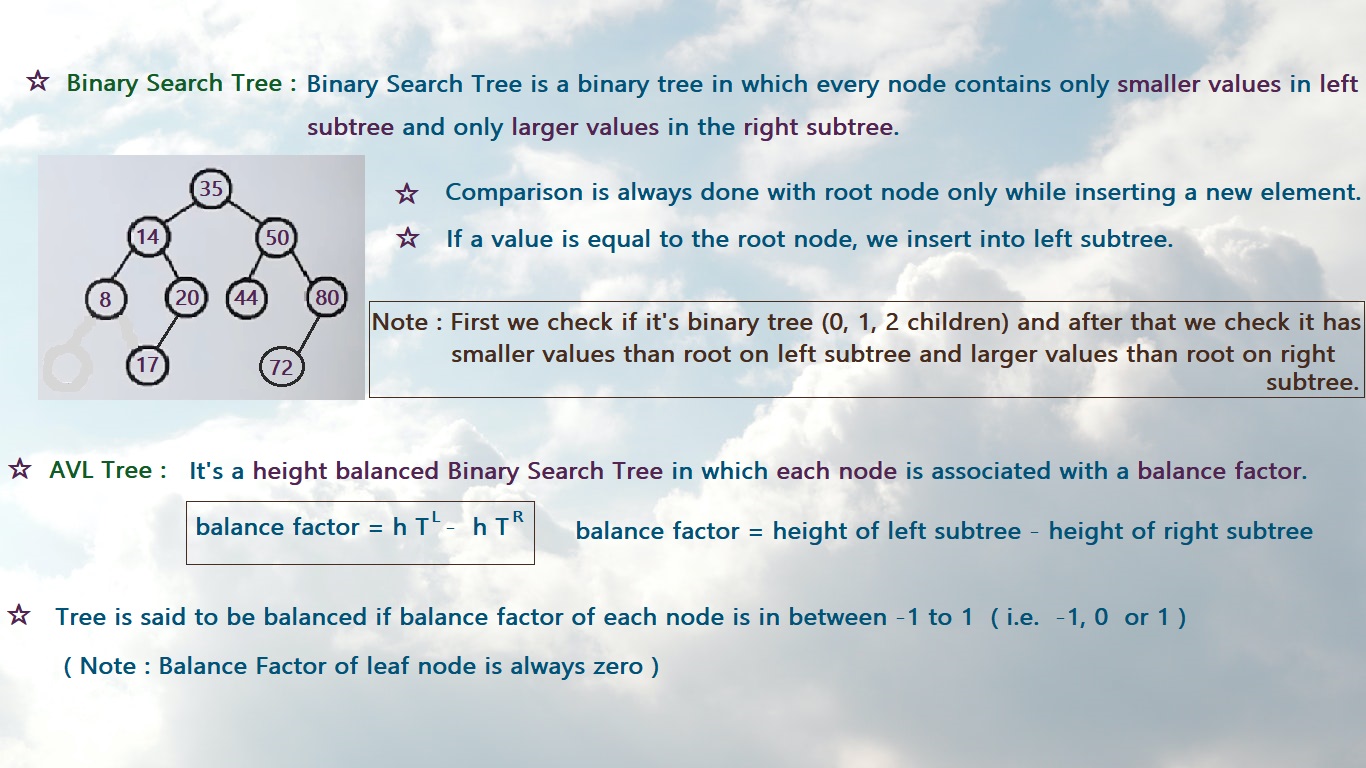 ☆ Binary Search Tree : Binary Search Tree is a binary tree in which every node contains only smaller values in left
subtree and only larger values in the right subtree.
35
14 50
8 20 44 80
17 72
☆ Comparison is always done with root node only while inserting a new element.
☆ If a value is equal to the root node, we insert into left subtree.
Note : First we check if it's binary tree (0, 1, 2 children) and after that we check it has
smaller values than root on left subtree and larger values than root on right
subtree.
☆ AVL Tree : It's a height balanced Binary Search Tree in which each node is associated with a balance factor.
balance factor = h T^L - h T^R balance factor = height of left subtree - height of right subtree
☆ Tree is said to be balanced if balance factor of each node is in between -1 to 1 ( i.e. -1, 0 or 1 )
( Note : Balance Factor of leaf node is always zero )